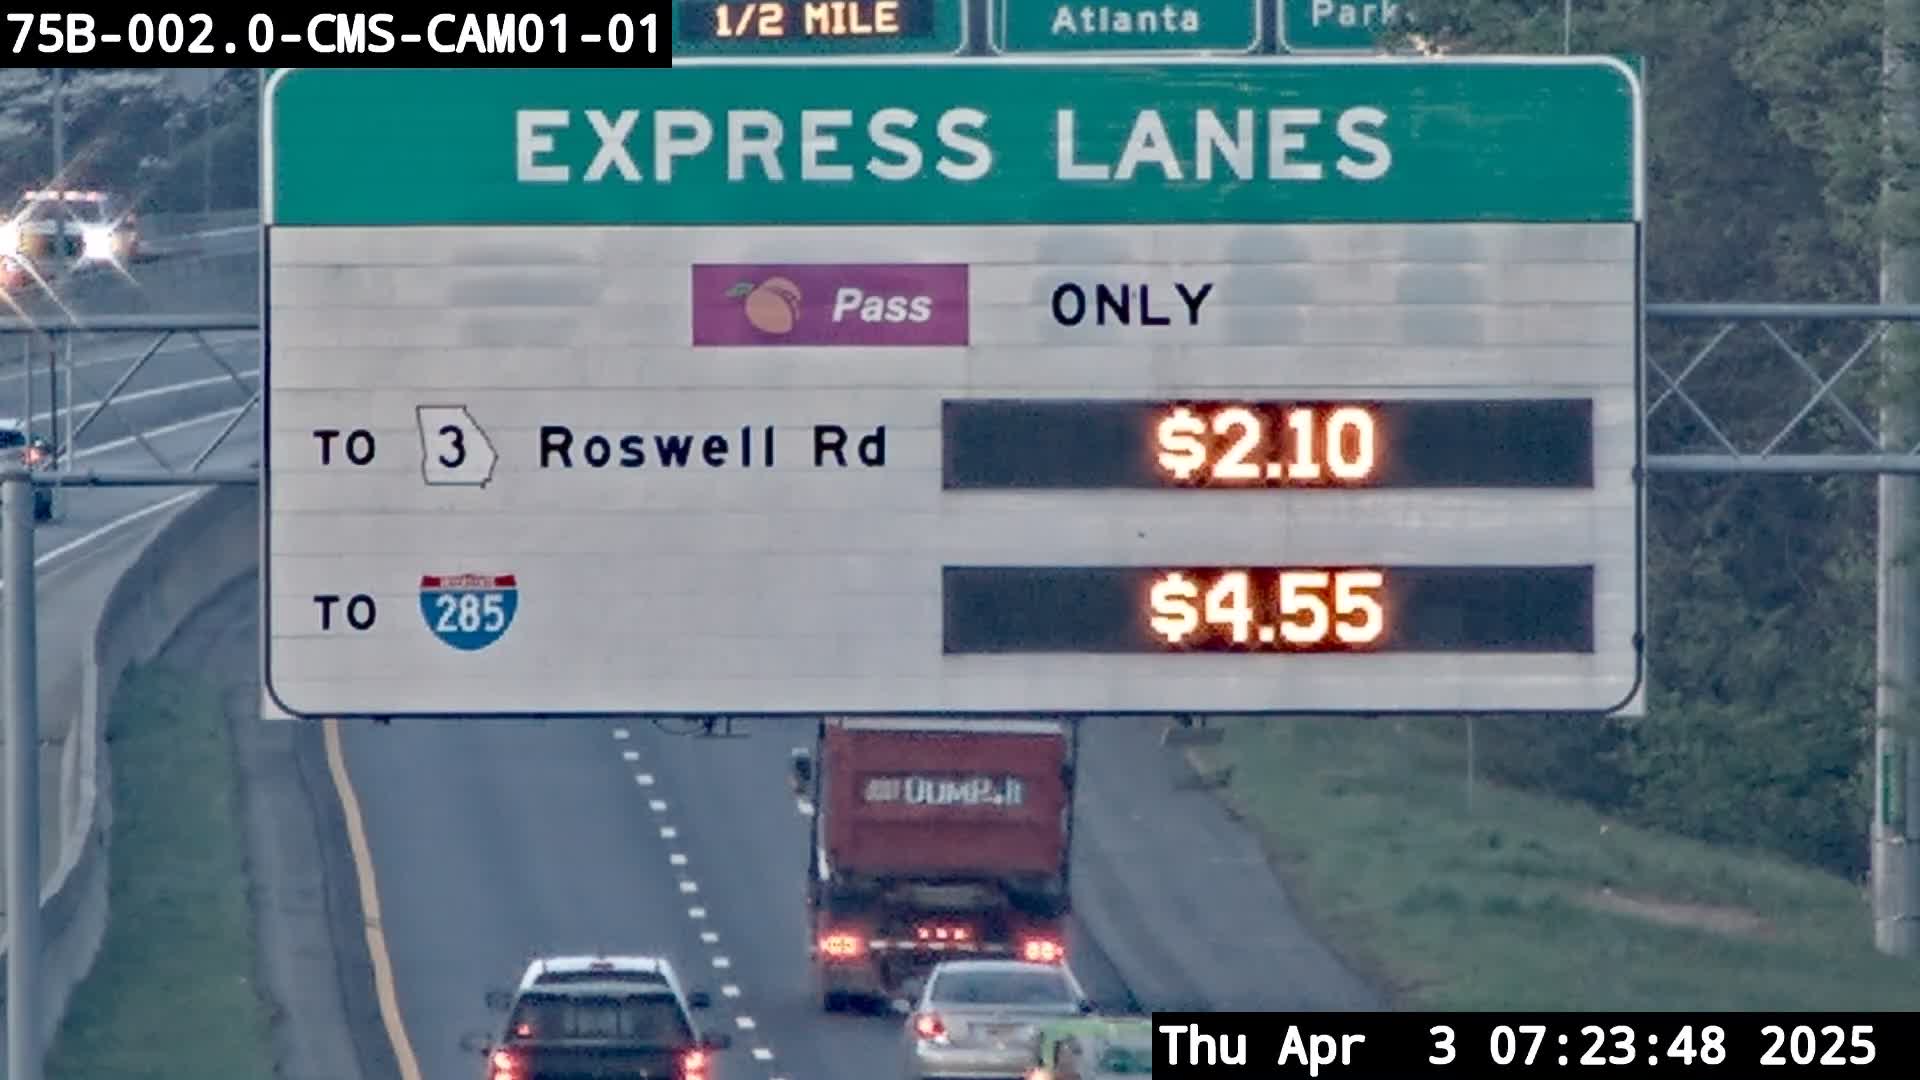 75B-002.0-CMS-CAM01-01
1/2 MILE
Atlanta
Park
EXPRESS LANES
Pass ONLY
TO 3 Roswell Rd $2.10
TO 285 $4.55
Thu Apr 3 07:23:48 2025